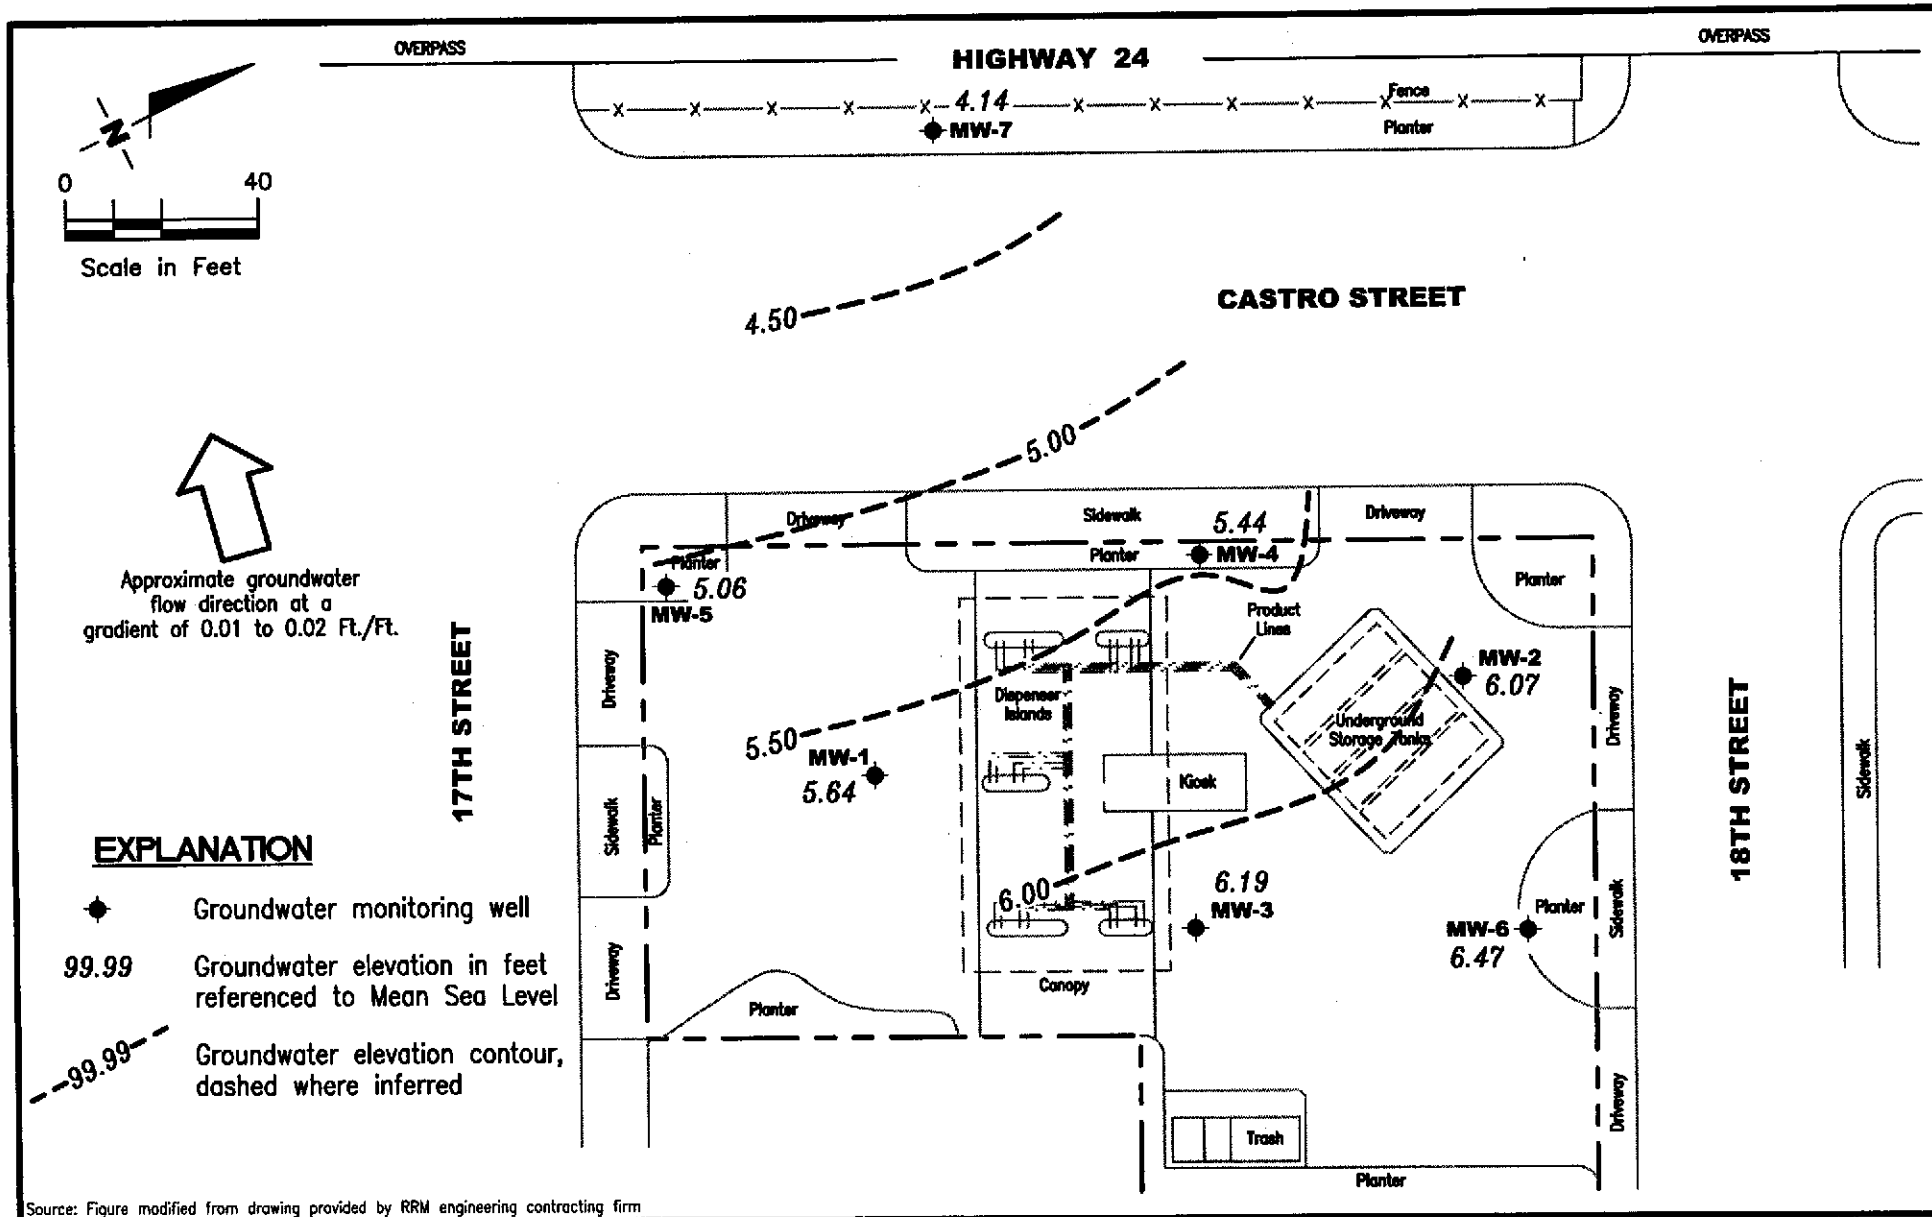 OVERPASS
HIGHWAY 24
OVERPASS
N
0 40
Scale in Feet
Fence
4.14
MW-7
Planter
4.50
CASTRO STREET
5.00
Approximate groundwater
flow direction at a
gradient of 0.01 to 0.02 Ft./Ft.
17TH STREET
Driveway
Sidewalk
5.44
Driveway
Planter
MW-4
Planter
5.06
MW-5
Planter
Product
Lines
MW-2
6.07
Driveway
Dispenser
Islands
Underground
Storage Tanks
Driveway
18TH STREET
Sidewalk
5.50
MW-1
5.64
Kiosk
Sidewalk
Planter
6.00
6.19
MW-3
Planter
Sidewalk
MW-6
6.47
Driveway
Canopy
Planter
Driveway
Trash
Planter
EXPLANATION
Groundwater monitoring well
99.99
Groundwater elevation in feet
referenced to Mean Sea Level
99.99
Groundwater elevation contour,
dashed where inferred
Source: Figure modified from drawing provided by RRM engineering contracting firm